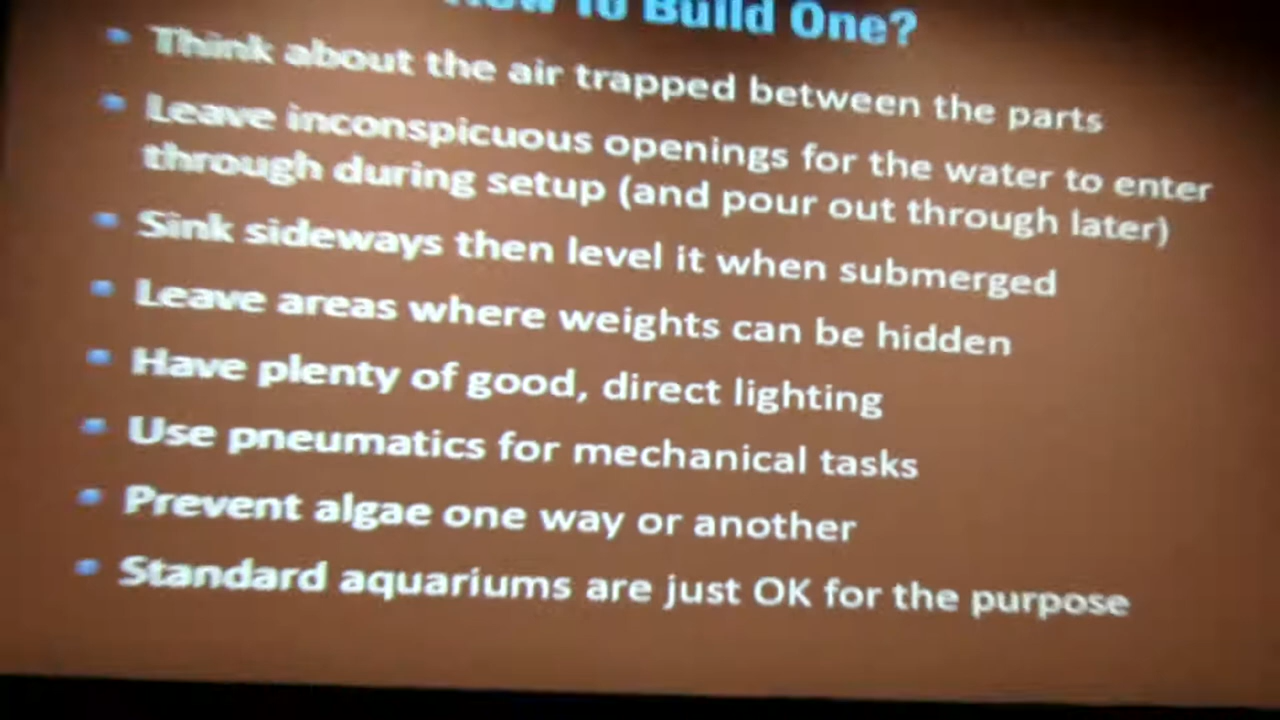 How To Build One?
Think about the air trapped between the parts
Leave inconspicuous openings for the water to enter
through during setup (and pour out through later)
Sink sideways then level it when submerged
Leave areas where weights can be hidden
Have plenty of good, direct lighting
Use pneumatics for mechanical tasks
Prevent algae one way or another
Standard aquariums are just OK for the purpose